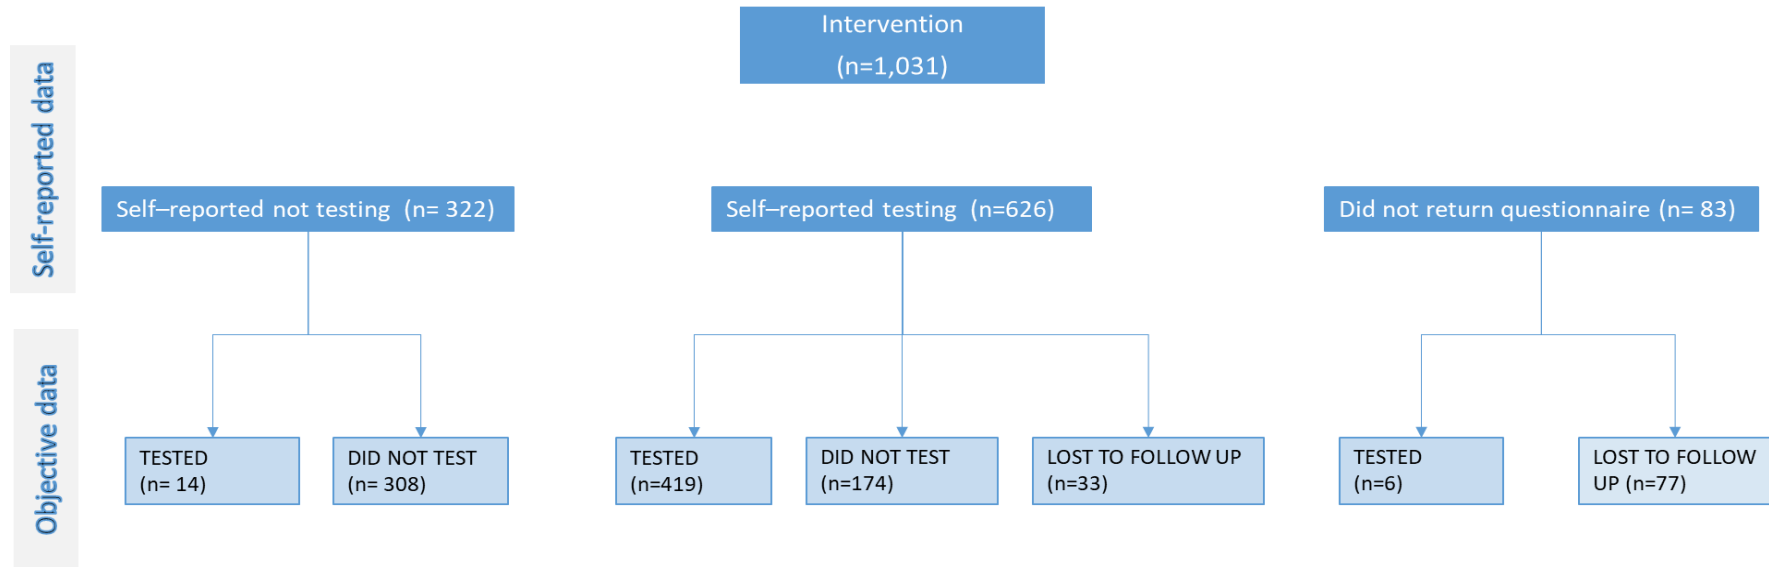 Intervention
(n=1,031)
Self-reported data
Self–reported not testing (n= 322)
Self–reported testing (n=626)
Did not return questionnaire (n= 83)
Objective data
TESTED
(n= 14)
DID NOT TEST
(n= 308)
TESTED
(n=419)
DID NOT TEST
(n=174)
LOST TO FOLLOW UP
(n=33)
TESTED
(n=6)
LOST TO FOLLOW
UP (n=77)